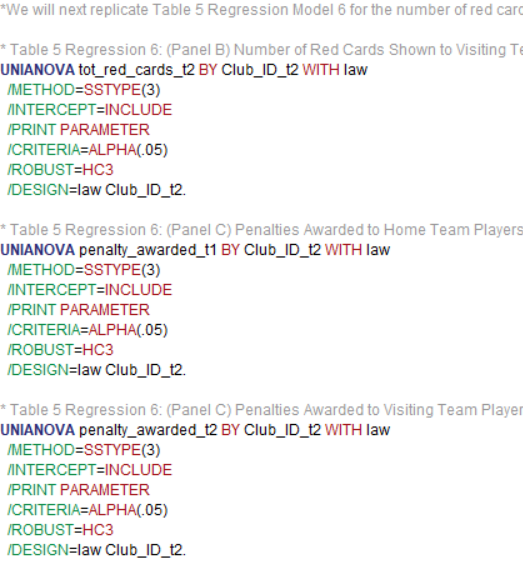 *We will next replicate Table 5 Regression Model 6 for the number of red card
* Table 5 Regression 6: (Panel B) Number of Red Cards Shown to Visiting Te
UNIANOVA tot_red_cards_t2 BY Club_ID_t2 WITH law
/METHOD=SSTYPE(3)
/INTERCEPT=INCLUDE
/PRINT PARAMETER
/CRITERIA=ALPHA(.05)
/ROBUST=HC3
/DESIGN=law Club_ID_t2.
* Table 5 Regression 6: (Panel C) Penalties Awarded to Home Team Players
UNIANOVA penalty_awarded_t1 BY Club_ID_t2 WITH law
/METHOD=SSTYPE(3)
/INTERCEPT=INCLUDE
/PRINT PARAMETER
/CRITERIA=ALPHA(.05)
/ROBUST=HC3
/DESIGN=law Club_ID_t2.
* Table 5 Regression 6: (Panel C) Penalties Awarded to Visiting Team Player
UNIANOVA penalty_awarded_t2 BY Club_ID_t2 WITH law
/METHOD=SSTYPE(3)
/INTERCEPT=INCLUDE
/PRINT PARAMETER
/CRITERIA=ALPHA(.05)
/ROBUST=HC3
/DESIGN=law Club_ID_t2.